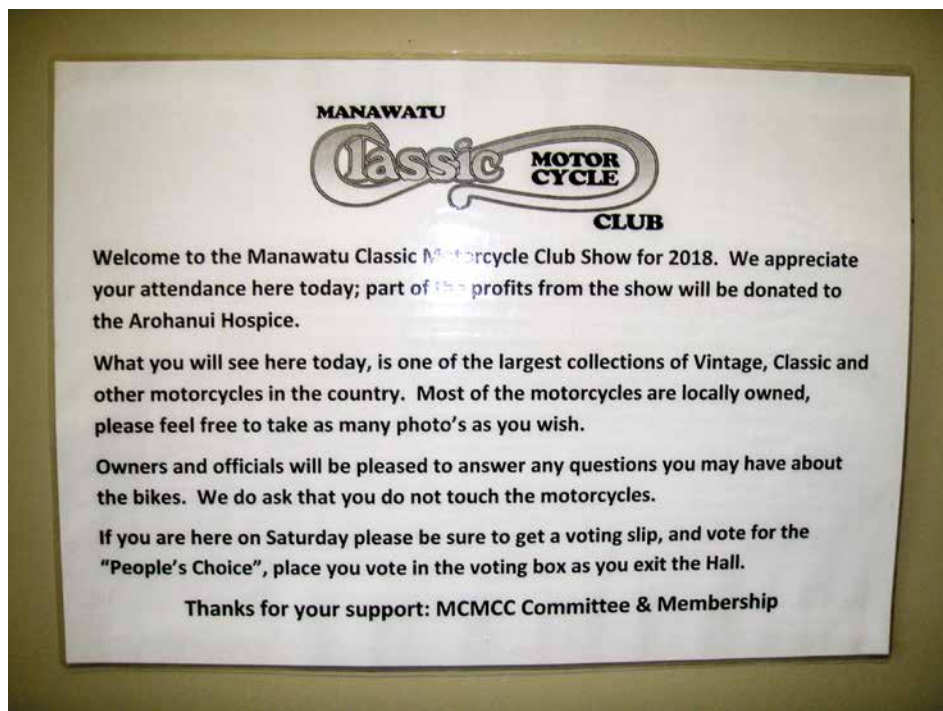 MANAWATU
Classic MOTOR
CYCLE
CLUB
Welcome to the Manawatu Classic Motorcycle Club Show for 2018. We appreciate
your attendance here today; part of the profits from the show will be donated to
the Arohanui Hospice.
What you will see here today, is one of the largest collections of Vintage, Classic and
other motorcycles in the country. Most of the motorcycles are locally owned,
please feel free to take as many photo's as you wish.
Owners and officials will be pleased to answer any questions you may have about
the bikes. We do ask that you do not touch the motorcycles.
If you are here on Saturday please be sure to get a voting slip, and vote for the
“People's Choice”, place you vote in the voting box as you exit the Hall.
Thanks for your support: MCMCC Committee & Membership